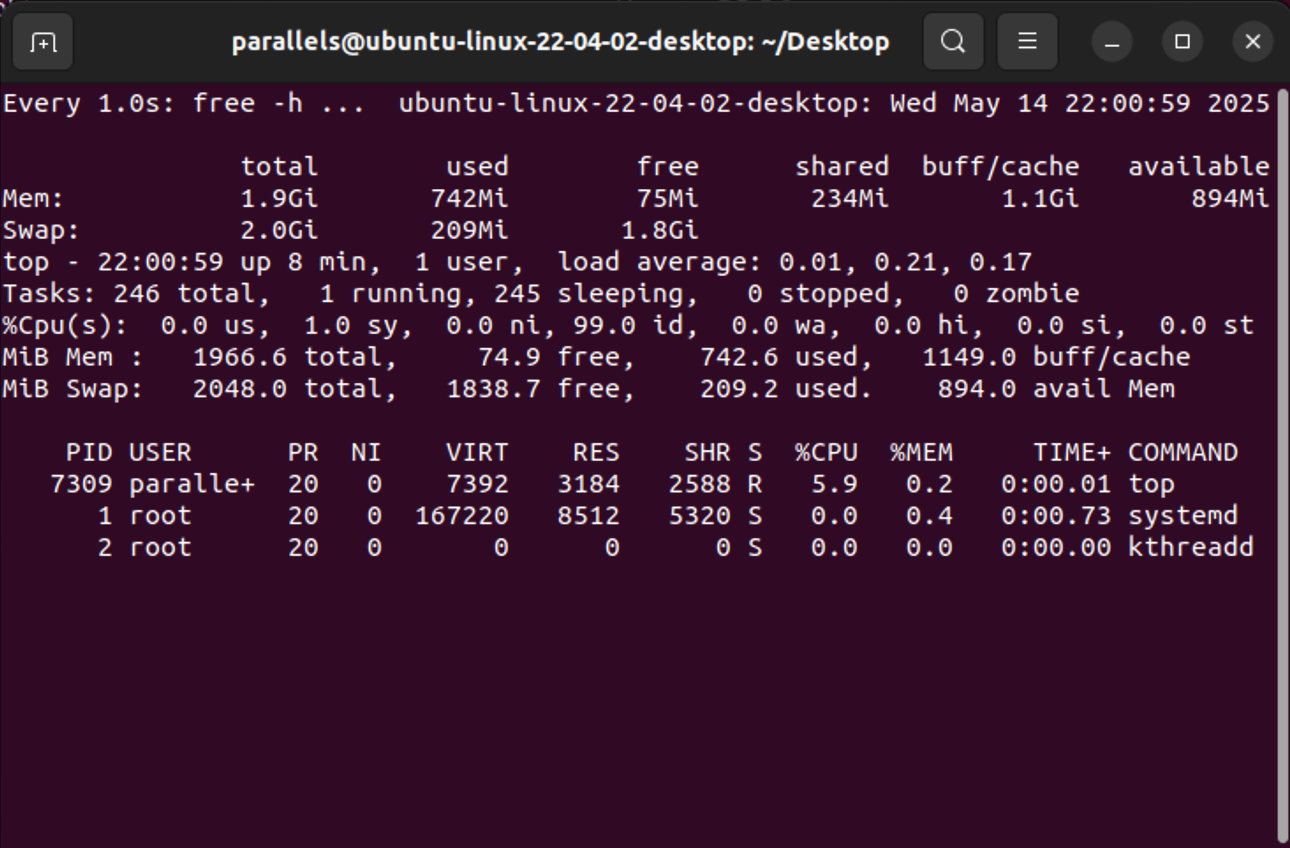 parallels@ubuntu-linux-22-04-02-desktop: ~/Desktop
Every 1.0s: free -h ...  ubuntu-linux-22-04-02-desktop: Wed May 14 22:00:59 2025
               total        used        free      shared  buff/cache   available
Mem:           1.9Gi       742Mi        75Mi       234Mi       1.1Gi       894Mi
Swap:          2.0Gi       209Mi       1.8Gi
top - 22:00:59 up 8 min,  1 user,  load average: 0.01, 0.21, 0.17
Tasks: 246 total,   1 running, 245 sleeping,   0 stopped,   0 zombie
%Cpu(s):  0.0 us,  1.0 sy,  0.0 ni, 99.0 id,  0.0 wa,  0.0 hi,  0.0 si,  0.0 st
MiB Mem :   1966.6 total,     74.9 free,    742.6 used,   1149.0 buff/cache
MiB Swap:   2048.0 total,   1838.7 free,    209.2 used.    894.0 avail Mem
    PID USER      PR  NI    VIRT    RES    SHR S  %CPU  %MEM     TIME+ COMMAND
   7309 paralle+  20   0    7392   3184   2588 R   5.9   0.2   0:00.01 top
      1 root      20   0  167220   8512   5320 S   0.0   0.4   0:00.73 systemd
      2 root      20   0       0      0      0 S   0.0   0.0   0:00.00 kthreadd